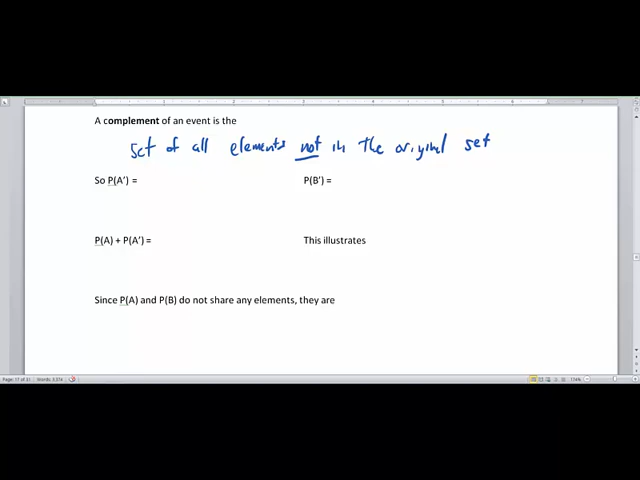 A complement of an event is the
set of all elements not in the original set
So P(A') = P(B') =
P(A) + P(A') = This illustrates
Since P(A) and P(B) do not share any elements, they are